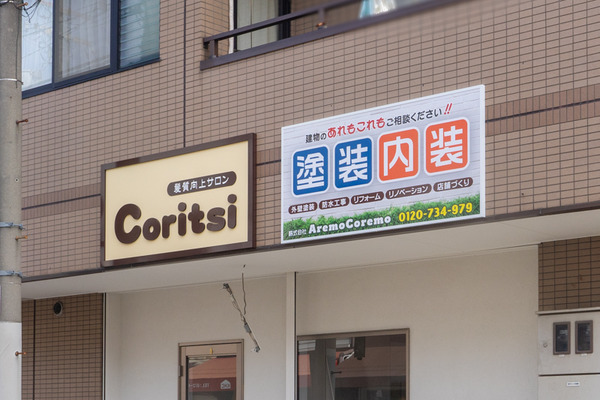 髪質向上サロン
Coritsi
建物のあれもこれもご相談ください!!
塗装内装
外壁塗装 防水工事 リフォーム リノベーション 店舗づくり
株式会社 AremoCoremo 0120-734-979